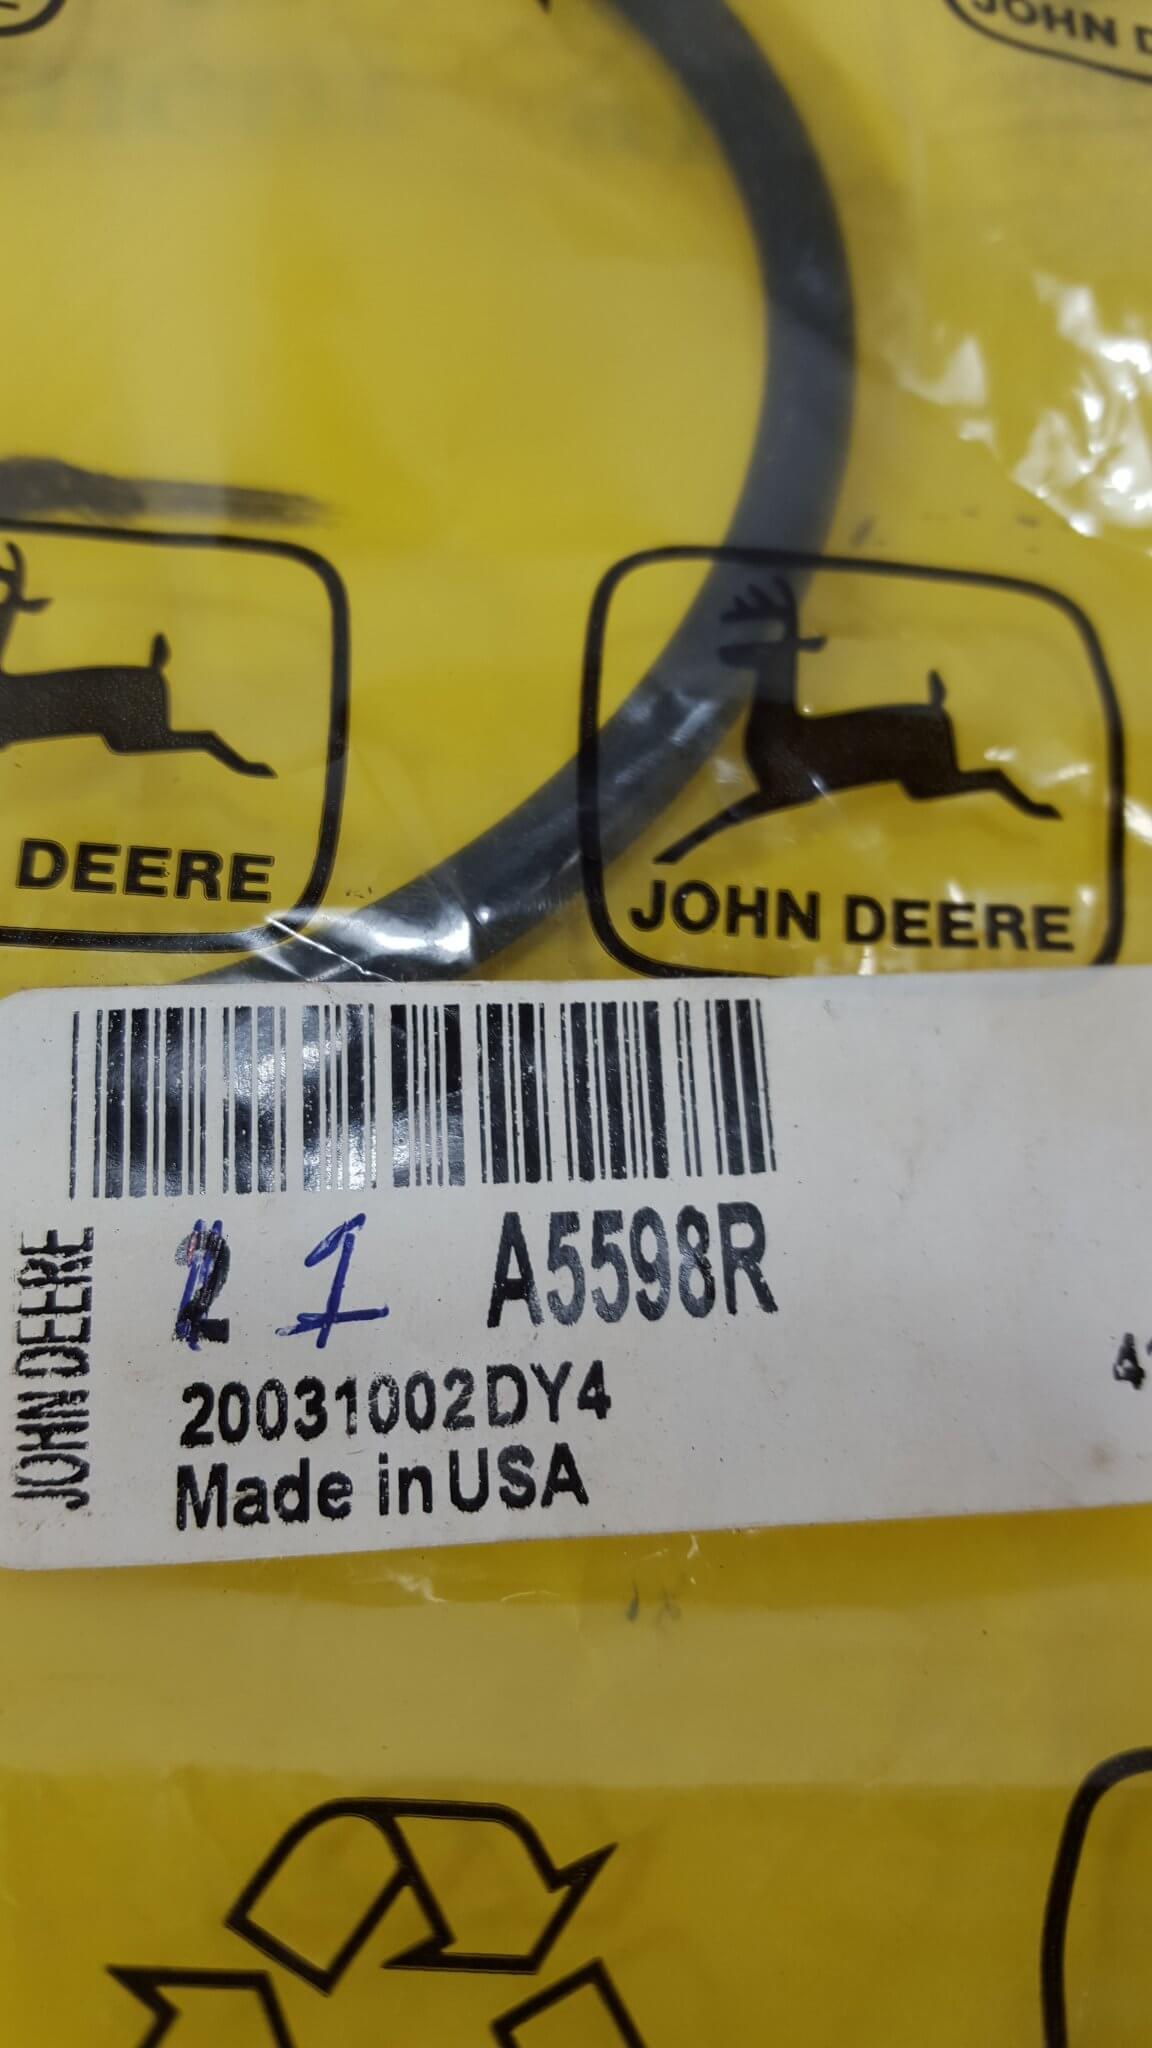 JOHN D
DEERE
JOHN DEERE
JOHN DEERE
2 1 A5598R
20031002DY4
Made in USA